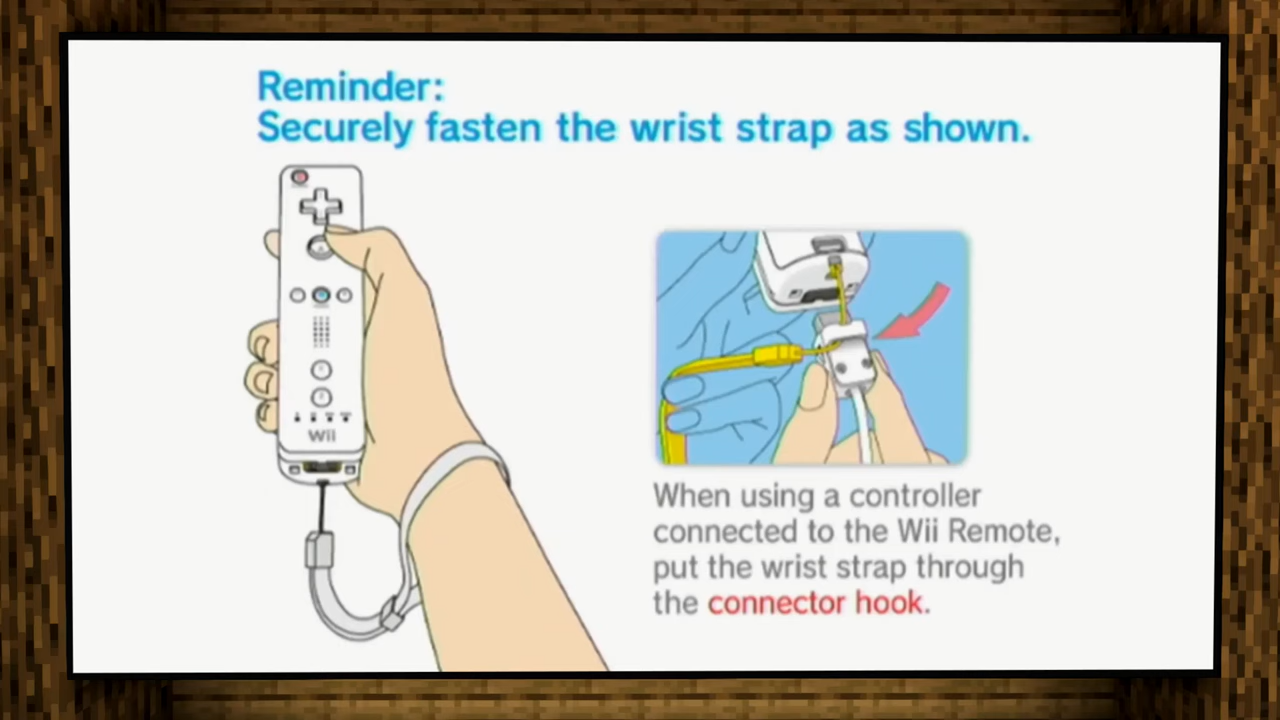 Reminder:
Securely fasten the wrist strap as shown.
Wii
When using a controller
connected to the Wii Remote,
put the wrist strap through
the connector hook.